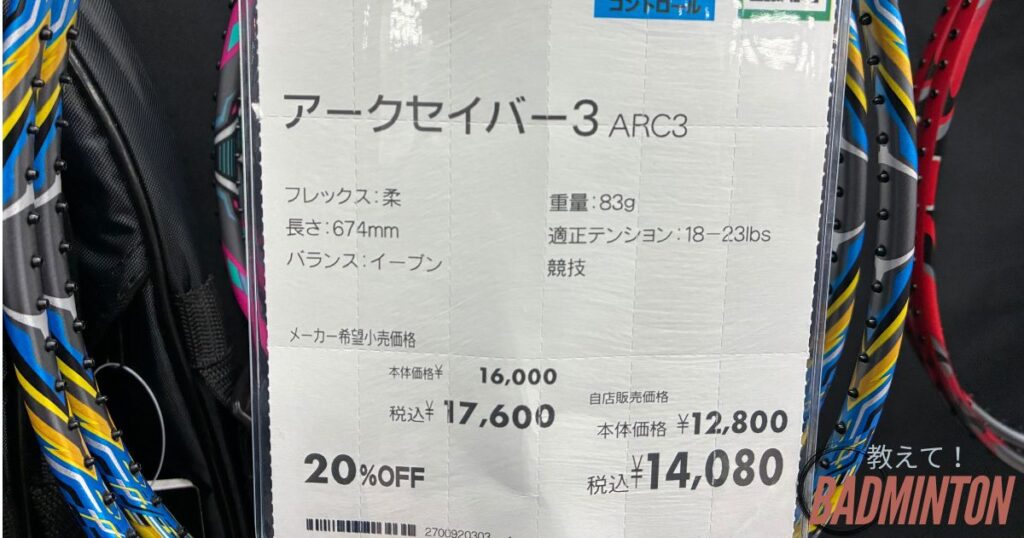 コントロール
アークセイバー3 ARC3
フレックス:柔
長さ:674mm
バランス:イーブン
重量:83g
適正テンション:18-23lbs
競技
メーカー希望小売価格
本体価格¥ 16,000
税込¥ 17,600
20%OFF
自店販売価格
本体価格 ¥12,800
税込¥14,080
2700920303
教えて!
BADMINTON